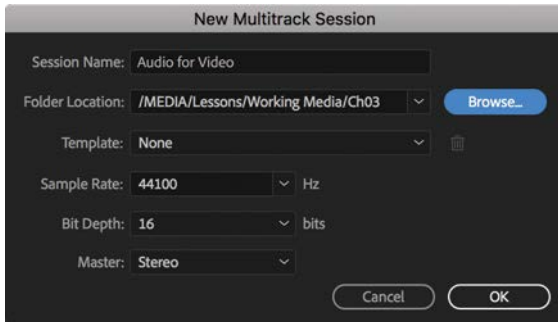 New Multitrack Session
Session Name: Audio for Video
Folder Location: /MEDIA/Lessons/Working Media/Ch03 Browse...
Template: None
Sample Rate: 44100 Hz
Bit Depth: 16 bits
Master: Stereo
Cancel OK